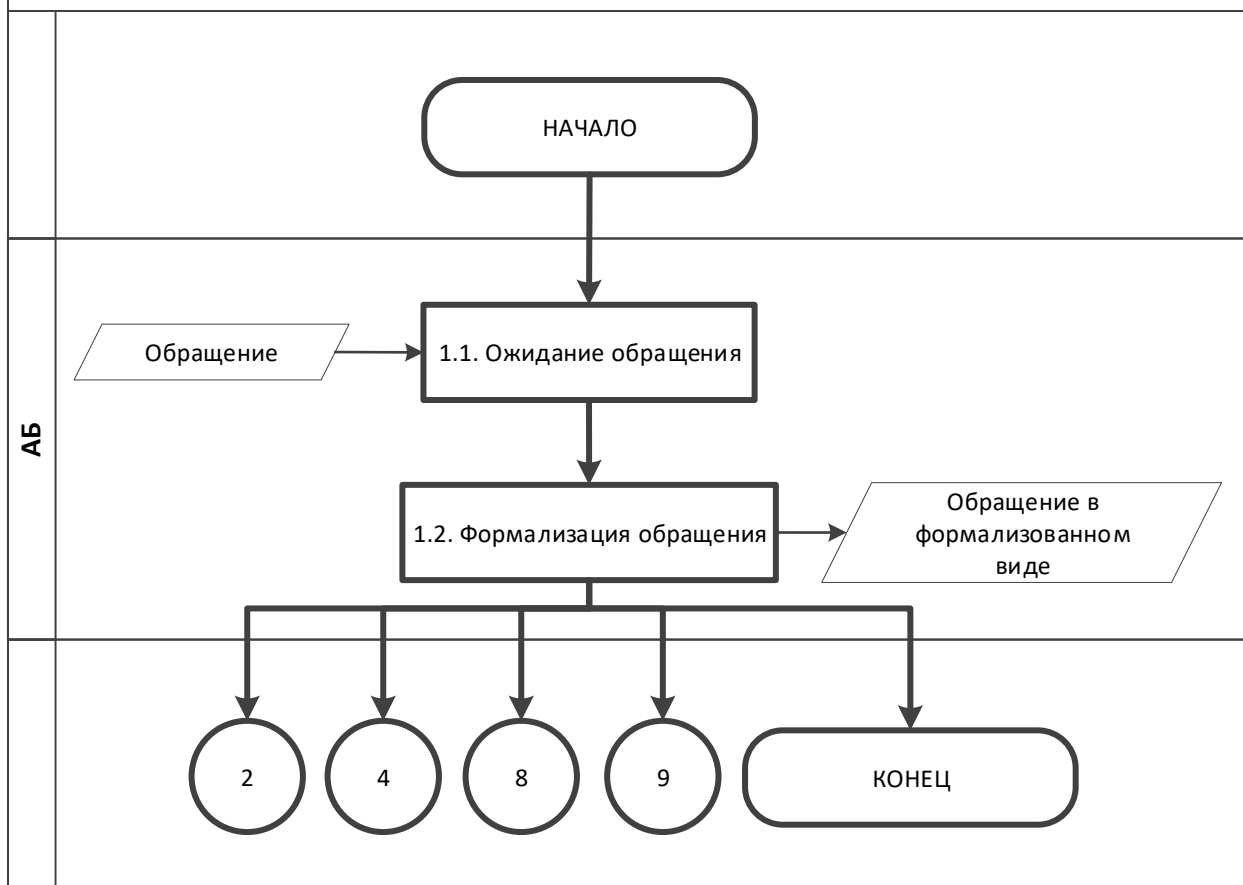 НАЧАЛО
Обращение
1.1. Ожидание обращения
АБ
1.2. Формализация обращения
Обращение в
формализованном
виде
2
4
8
9
КОНЕЦ